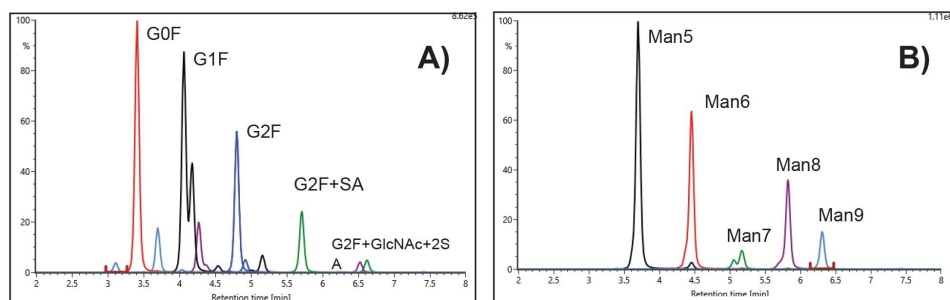 8.62e5
100
%
80
60
40
20
0
G0F
G1F
G2F
G2F+SA
G2F+GlcNAc+2S
A)
2 2.5 3 3.5 4 4.5 5 5.5 6 6.5 7 7.5 8
Retention time [min]
1.11e6
100
%
80
60
40
20
0
Man5
Man6
Man7
Man8
Man9
B)
2 2.5 3 3.5 4 4.5 5 5.5 6 6.5 7 7.5 8
Retention time [min]